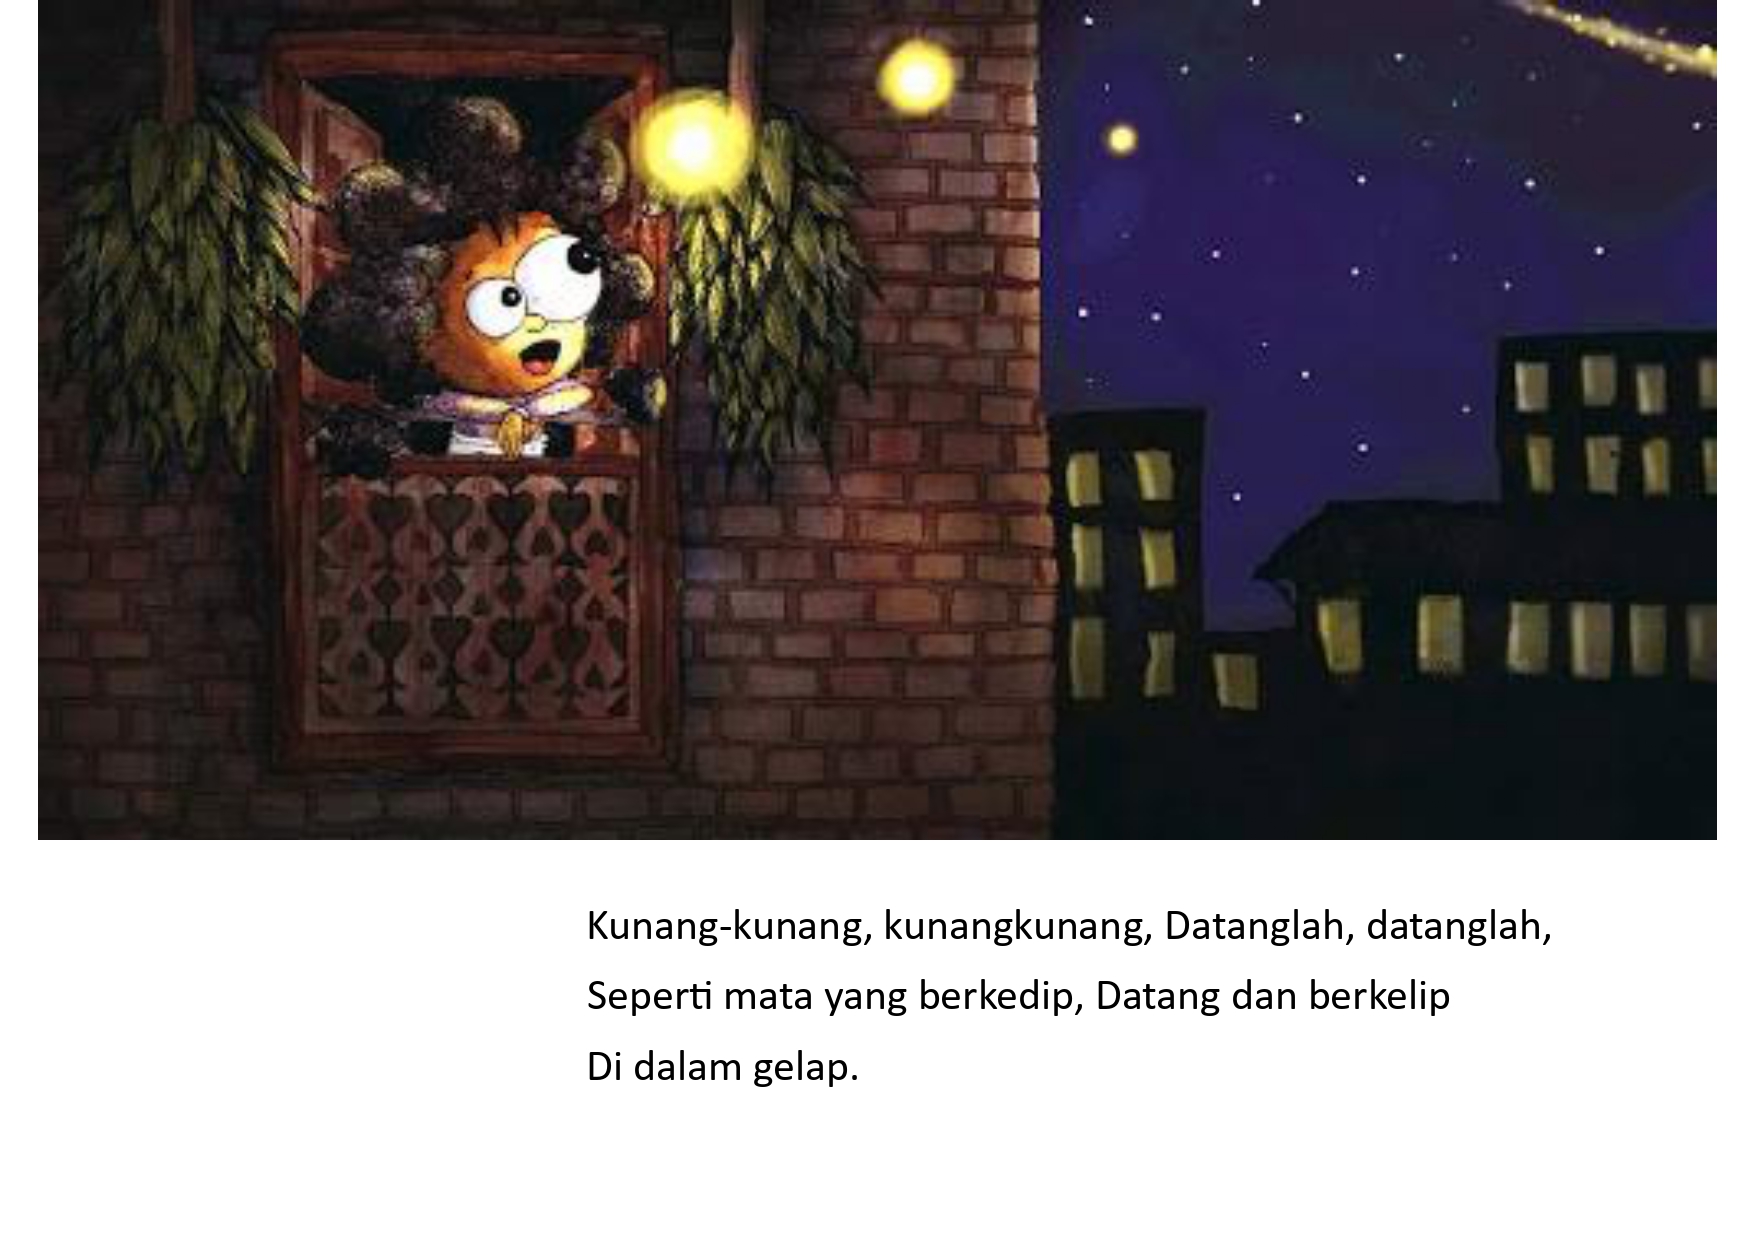 Kunang-kunang, kunangkunang, Datanglah, datanglah,
Seperti mata yang berkedip, Datang dan berkelip
Di dalam gelap.